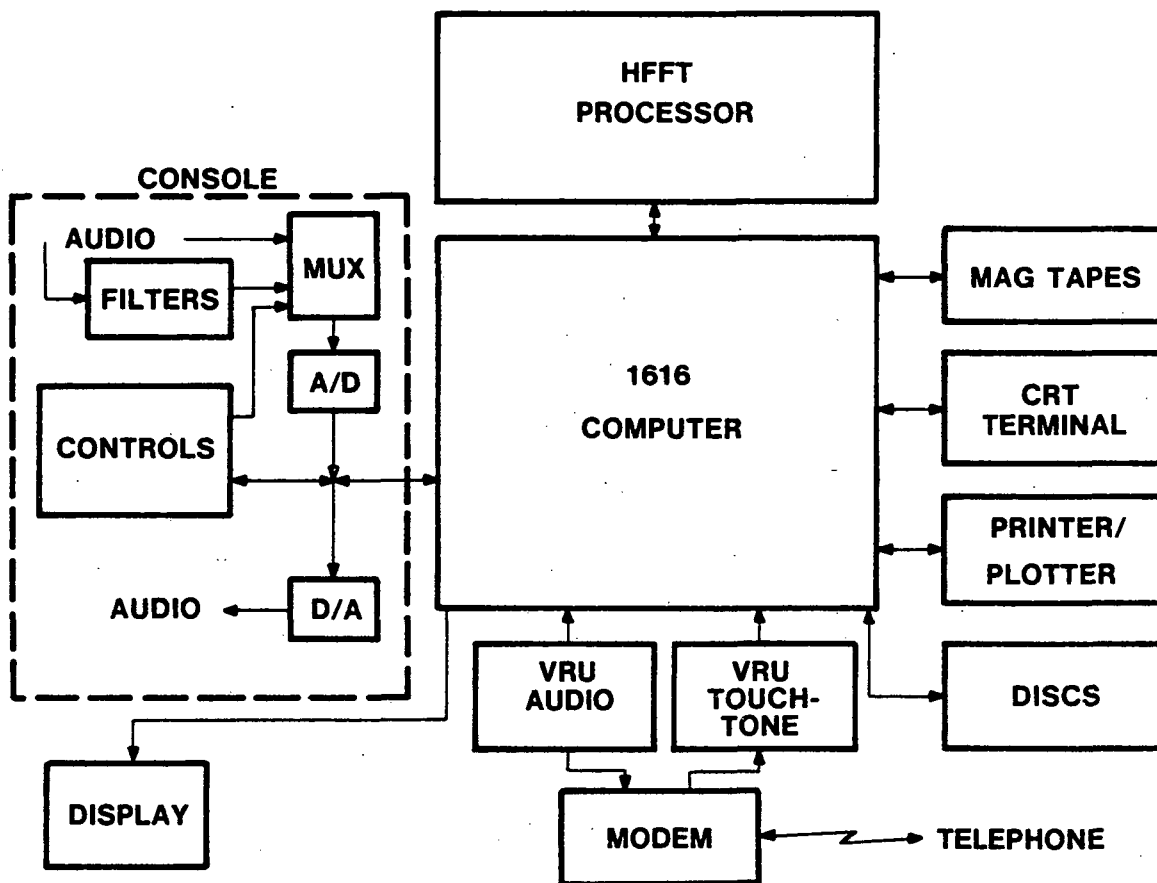 HFFT
PROCESSOR
CONSOLE
AUDIO
MUX
FILTERS
A/D
CONTROLS
D/A
AUDIO
1616
COMPUTER
MAG TAPES
CRT
TERMINAL
PRINTER/
PLOTTER
DISCS
VRU
AUDIO
VRU
TOUCH-
TONE
DISPLAY
MODEM
TELEPHONE